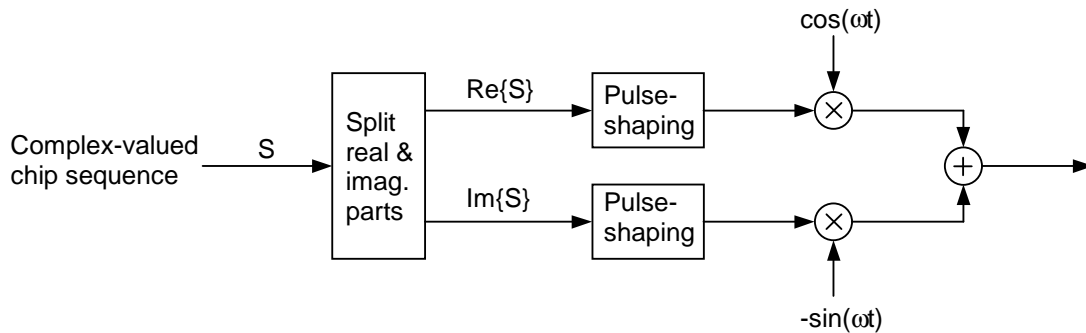 cos(ωt)
Complex-valued
chip sequence
S
Split
real &
imag.
parts
Re{S}
Pulse-
shaping
Im{S}
Pulse-
shaping
-sin(ωt)